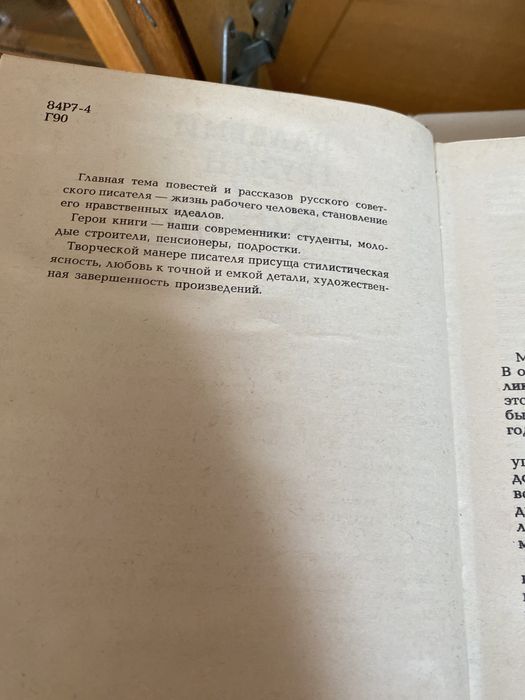 84Р7-4
Г90
Главная тема повестей и рассказов русского совет-
ского писателя — жизнь рабочего человека, становление
его нравственных идеалов.
Герои книги — наши современники: студенты, моло-
дые строители, пенсионеры, подростки.
Творческой манере писателя присуща стилистическая
ясность, любовь к точной и емкой детали, художествен-
ная завершенность произведений.
В о